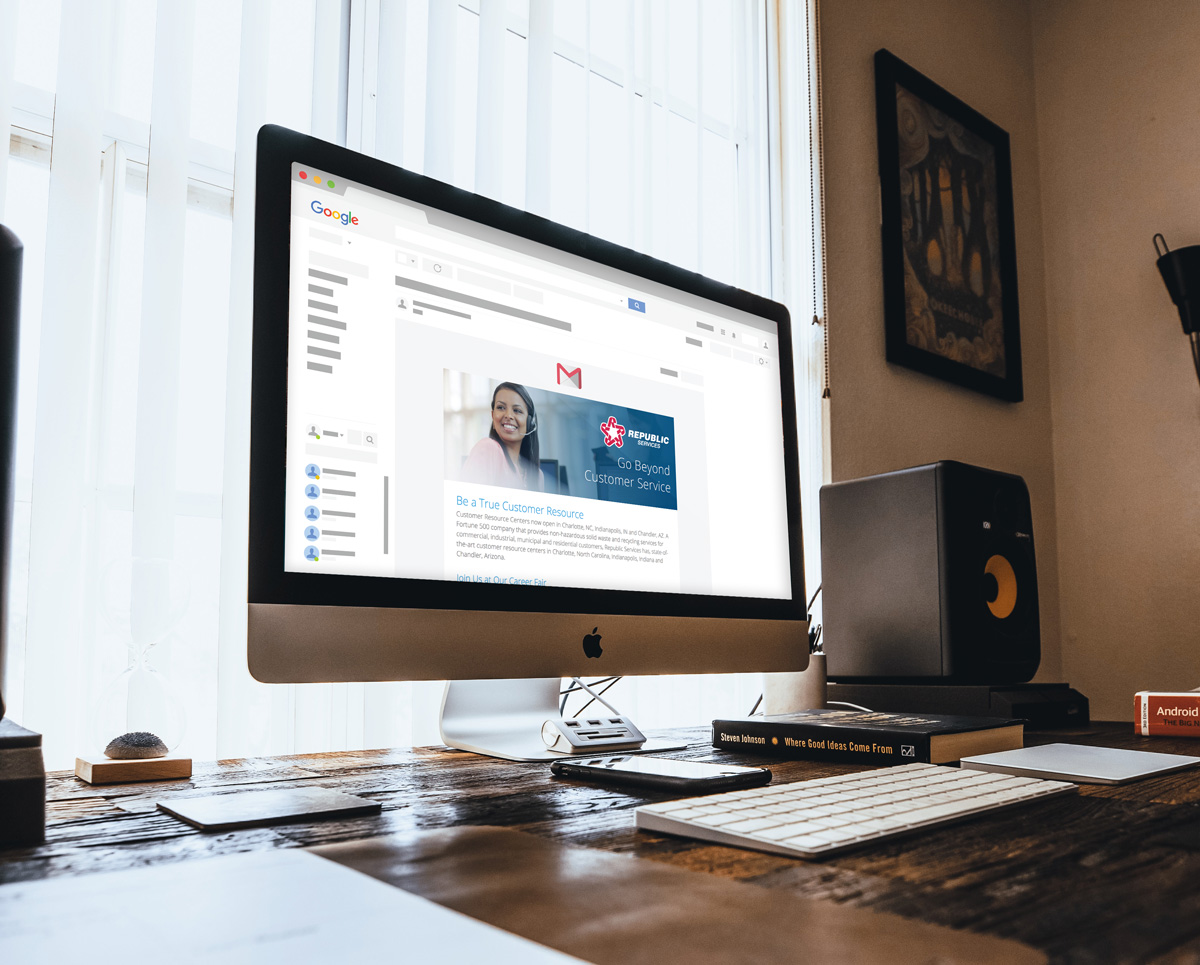 Google
REPUBLIC
SERVICES
Go Beyond
Customer Service
Be a True Customer Resource
Customer Resource Centers now open in Charlotte, NC, Indianapolis, IN and Chandler, AZ. A
Fortune 500 company that provides non-hazardous solid waste and recycling services for
commercial, industrial, municipal and residential customers, Republic Services has, state-of-
the-art customer resource centers in Charlotte, North Carolina, Indianapolis, Indiana and
Chandler, Arizona.
Join Us at Our Career Fair
Steven Johnson Where Good Ideas Come From
3RD EDITION
Android
THE BIG N